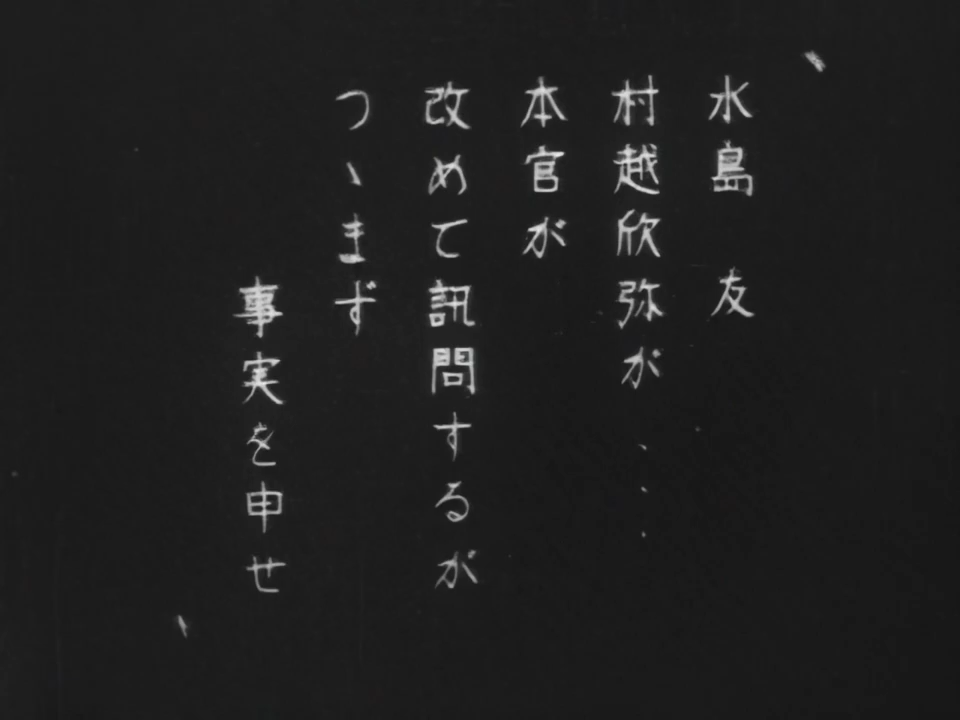 水島 友
村越欣弥が...
本官が
改めて訊問するが
つゝまず
事実を申せ